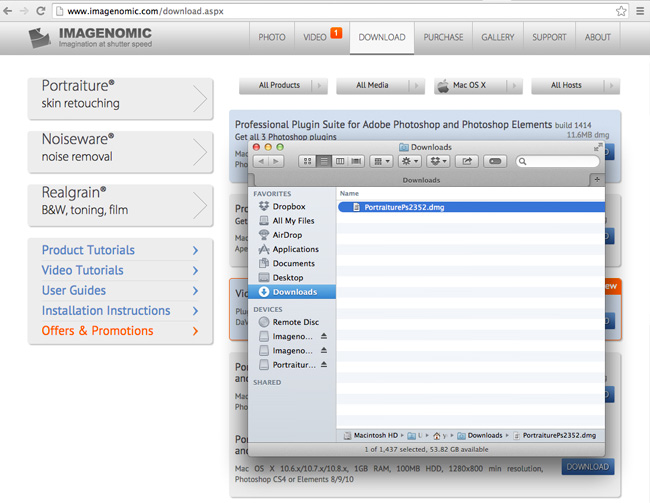 www.imagenomic.com/download.aspx
IMAGENOMIC
Imagination at shutter speed
PHOTO
VIDEO 1
DOWNLOAD
PURCHASE
GALLERY
SUPPORT
ABOUT
Portraiture®
skin retouching
Noiseware®
noise removal
Realgrain®
B&W, toning, film
Product Tutorials
Video Tutorials
User Guides
Installation Instructions
Offers & Promotions
All Products
All Media
Mac OS X
All Hosts
Professional Plugin Suite for Adobe Photoshop and Photoshop Elements build 1414
Get all 3 Photoshop plugins
11.6MB dmg
Downloads
Downloads
FAVORITES
Dropbox
All My Files
AirDrop
Applications
Documents
Desktop
Downloads
DEVICES
Remote Disc
Imageno...
Imageno...
Portraitur...
SHARED
Name
PortraiturePs2352.dmg
Macintosh HD
Downloads
PortraiturePs2352.dmg
1 of 1,437 selected, 53.82 GB available
Mac OS X 10.6.x/10.7.x/10.8.x, 1GB RAM, 100MB HDD, 1280x800 min resolution,
Photoshop CS4 or Elements 8/9/10
DOWNLOAD